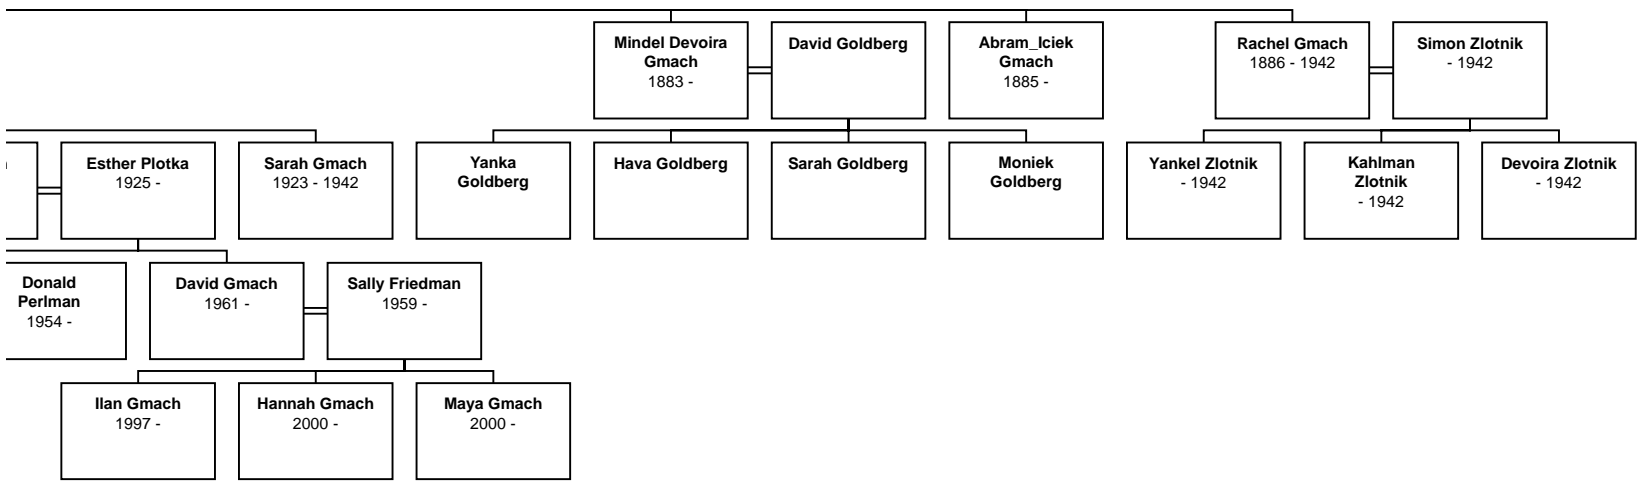 Mindel Devoira
Gmach
1883 -
David Goldberg
Abram_Iciek
Gmach
1885 -
Rachel Gmach
1886 - 1942
Simon Zlotnik
- 1942
Esther Plotka
1925 -
Sarah Gmach
1923 - 1942
Yanka
Goldberg
Hava Goldberg
Sarah Goldberg
Moniek
Goldberg
Yankel Zlotnik
- 1942
Kahlman
Zlotnik
- 1942
Devoira Zlotnik
- 1942
Donald
Perlman
1954 -
David Gmach
1961 -
Sally Friedman
1959 -
Ilan Gmach
1997 -
Hannah Gmach
2000 -
Maya Gmach
2000 -